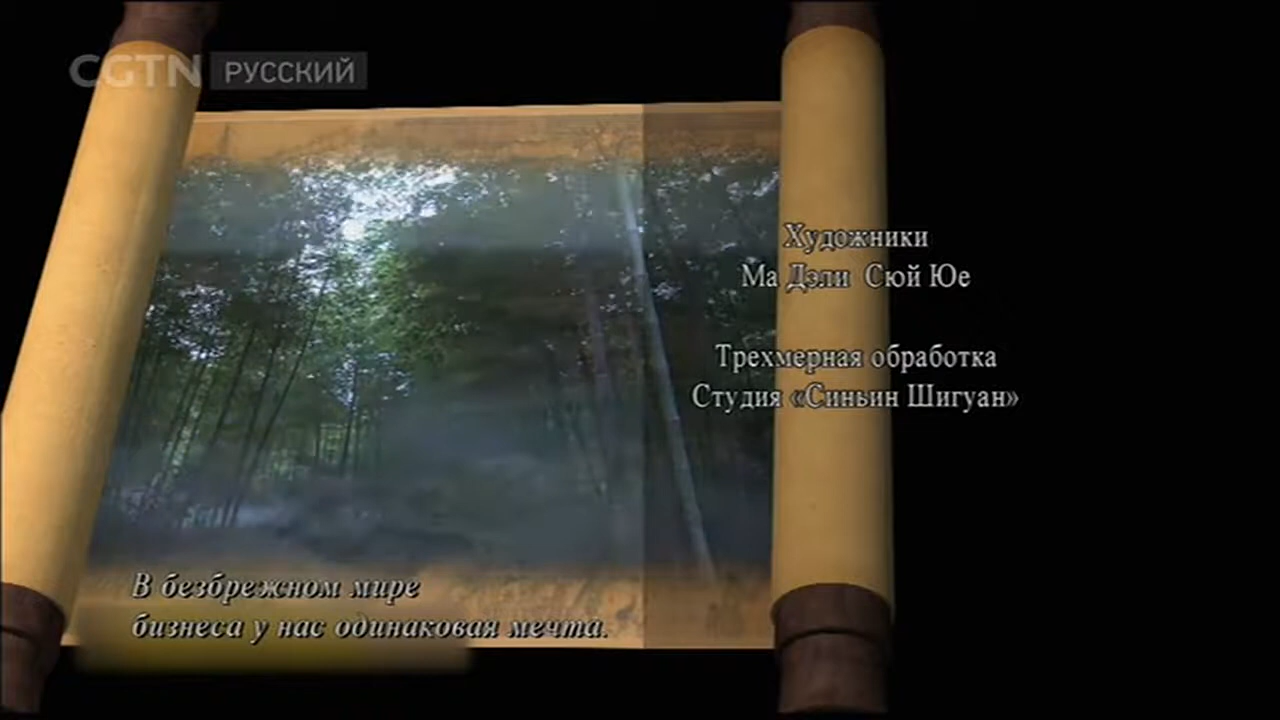 CGTN РУССКИЙ
Художники
Ма Дэли Сюй Юе
Трехмерная обработка
Студия «Синьин Шигуан»
В безбрежном мире
бизнеса у нас одинаковая мечта.